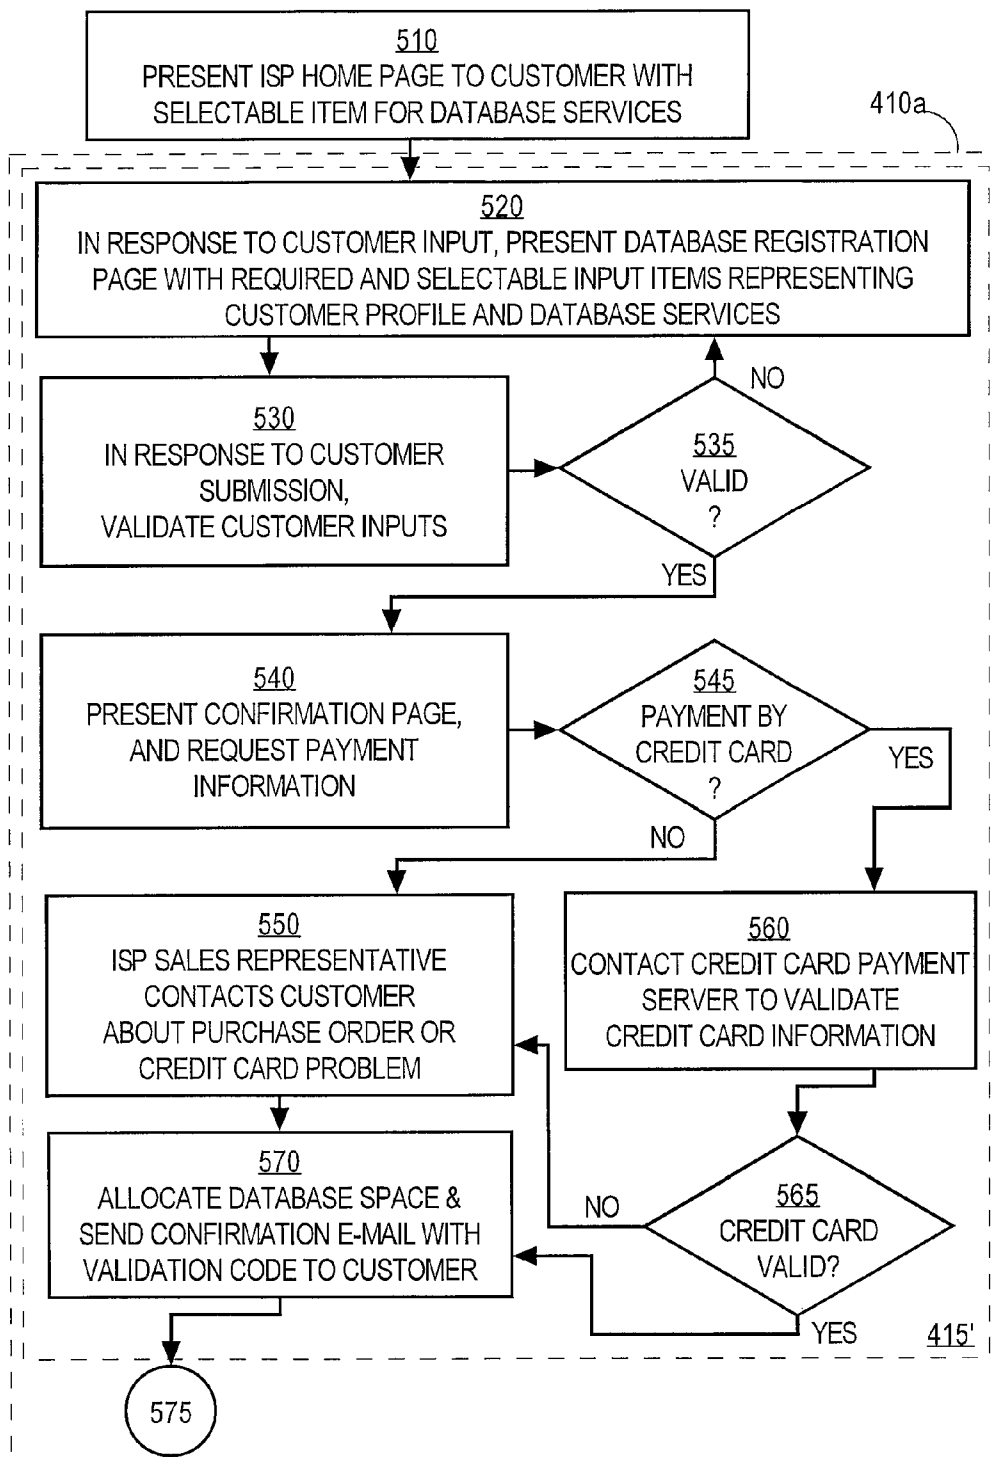 510
PRESENT ISP HOME PAGE TO CUSTOMER WITH
SELECTABLE ITEM FOR DATABASE SERVICES
410a
520
IN RESPONSE TO CUSTOMER INPUT, PRESENT DATABASE REGISTRATION
PAGE WITH REQUIRED AND SELECTABLE INPUT ITEMS REPRESENTING
CUSTOMER PROFILE AND DATABASE SERVICES
530
IN RESPONSE TO CUSTOMER
SUBMISSION,
VALIDATE CUSTOMER INPUTS
NO
535
VALID
?
YES
540
PRESENT CONFIRMATION PAGE,
AND REQUEST PAYMENT
INFORMATION
545
PAYMENT BY
CREDIT CARD
?
YES
NO
550
ISP SALES REPRESENTATIVE
CONTACTS CUSTOMER
ABOUT PURCHASE ORDER OR
CREDIT CARD PROBLEM
560
CONTACT CREDIT CARD PAYMENT
SERVER TO VALIDATE
CREDIT CARD INFORMATION
570
ALLOCATE DATABASE SPACE &
SEND CONFIRMATION E-MAIL WITH
VALIDATION CODE TO CUSTOMER
NO
565
CREDIT CARD
VALID?
YES
415'
575